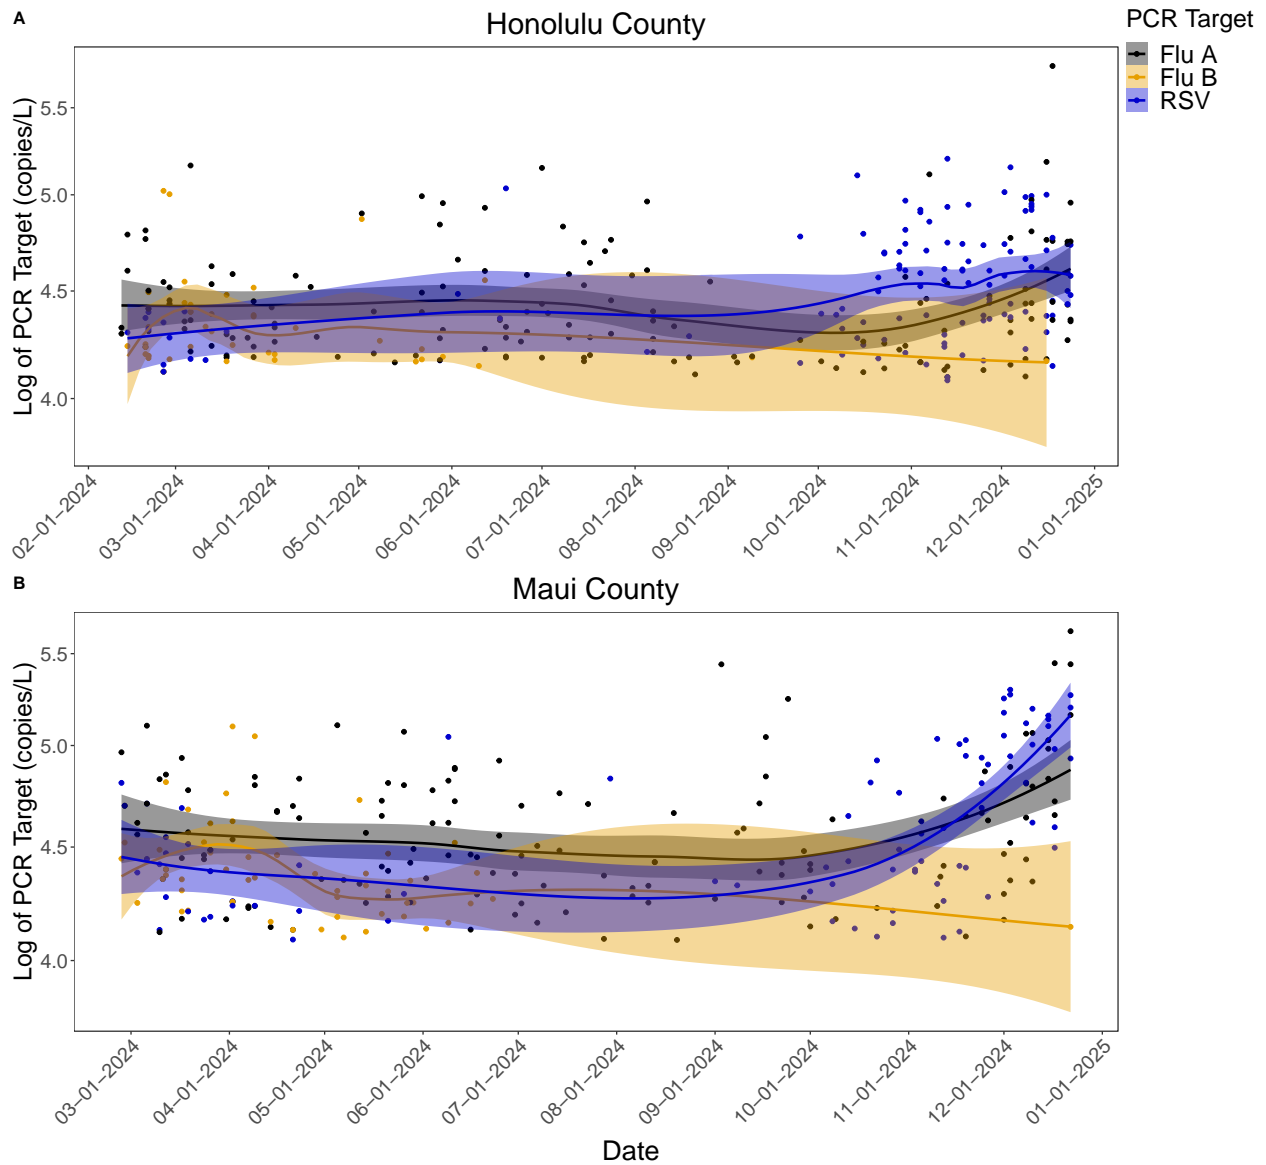 A
Honolulu County
PCR Target
Flu A
Flu B
RSV
Log of PCR Target (copies/L)
5.5
5.0
4.5
4.0
02−01−2024
03−01−2024
04−01−2024
05−01−2024
06−01−2024
07−01−2024
08−01−2024
09−01−2024
10−01−2024
11−01−2024
12−01−2024
01−01−2025
B
Maui County
Log of PCR Target (copies/L)
5.5
5.0
4.5
4.0
03−01−2024
04−01−2024
05−01−2024
06−01−2024
07−01−2024
08−01−2024
09−01−2024
10−01−2024
11−01−2024
12−01−2024
01−01−2025
Date